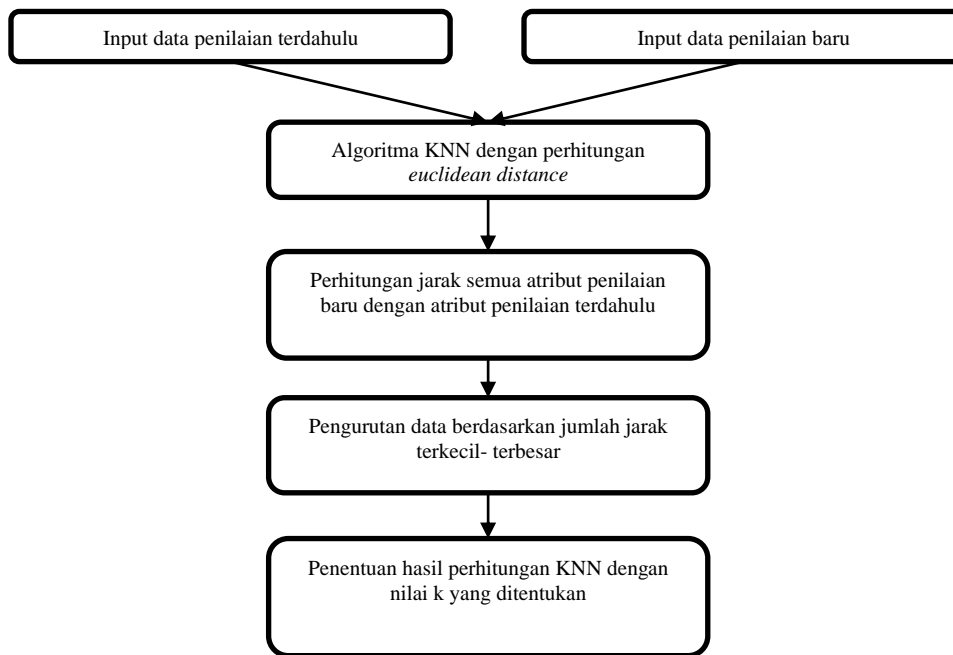 Input data penilaian terdahulu
Input data penilaian baru
Algoritma KNN dengan perhitungan
euclidean distance
Perhitungan jarak semua atribut penilaian
baru dengan atribut penilaian terdahulu
Pengurutan data berdasarkan jumlah jarak
terkecil- terbesar
Penentuan hasil perhitungan KNN dengan
nilai k yang ditentukan